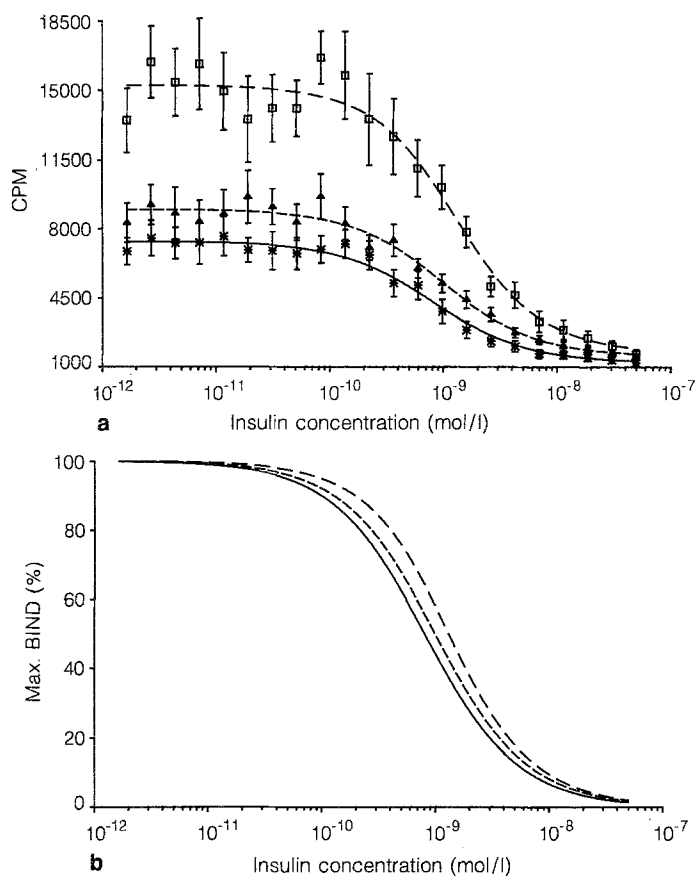 18500
15000
11500
8000
4500
1000
CPM
10-12 10-11 10-10 10-9 10-8 10-7
a Insulin concentration (mol/l)
100
80
60
40
20
0
Max. BIND (%)
10-12 10-11 10-10 10-9 10-8 10-7
b Insulin concentration (mol/l)